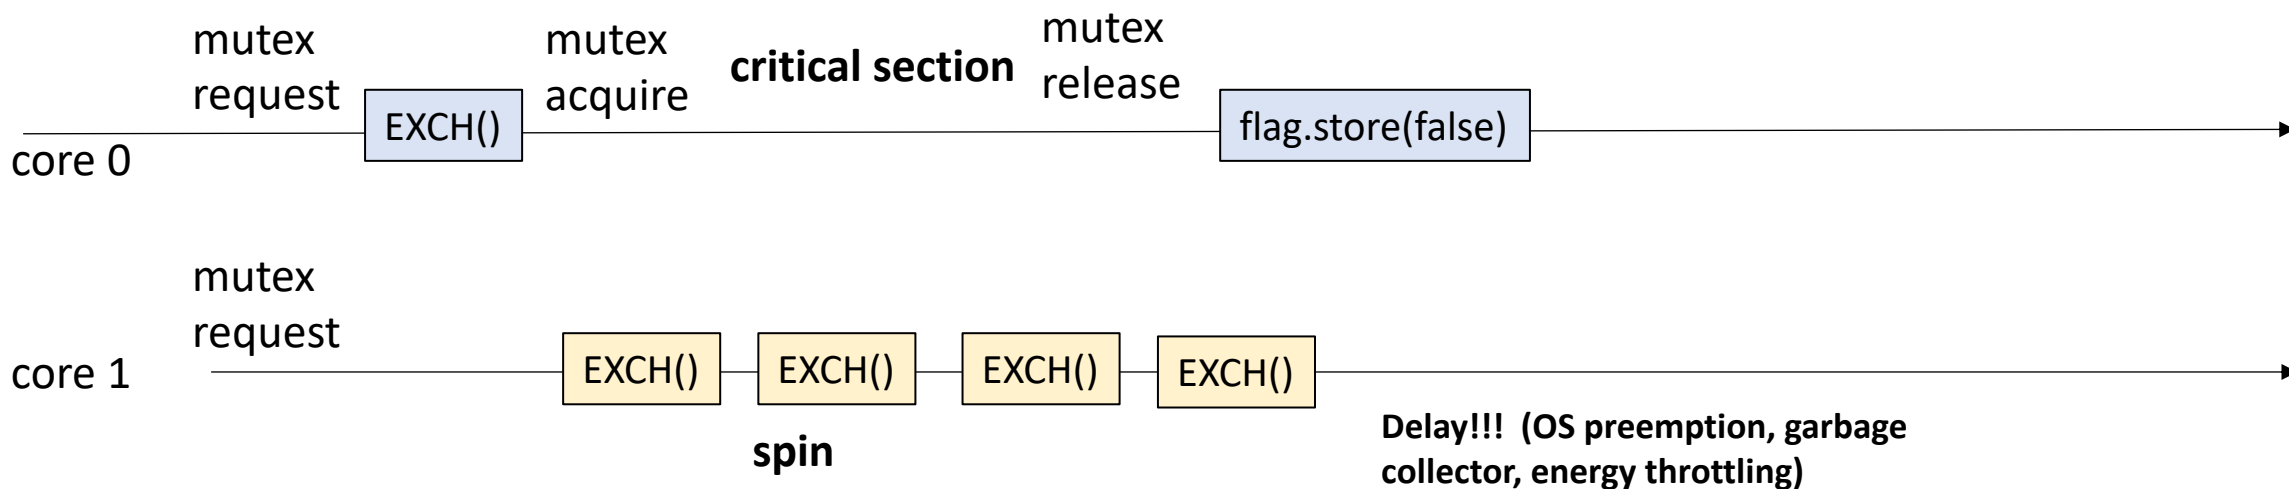 mutex
request
EXCH()
mutex
acquire
critical section
mutex
release
flag.store(false)
core 0
mutex
request
core 1
EXCH()
EXCH()
EXCH()
EXCH()
spin
Delay!!! (OS preemption, garbage
collector, energy throttling)